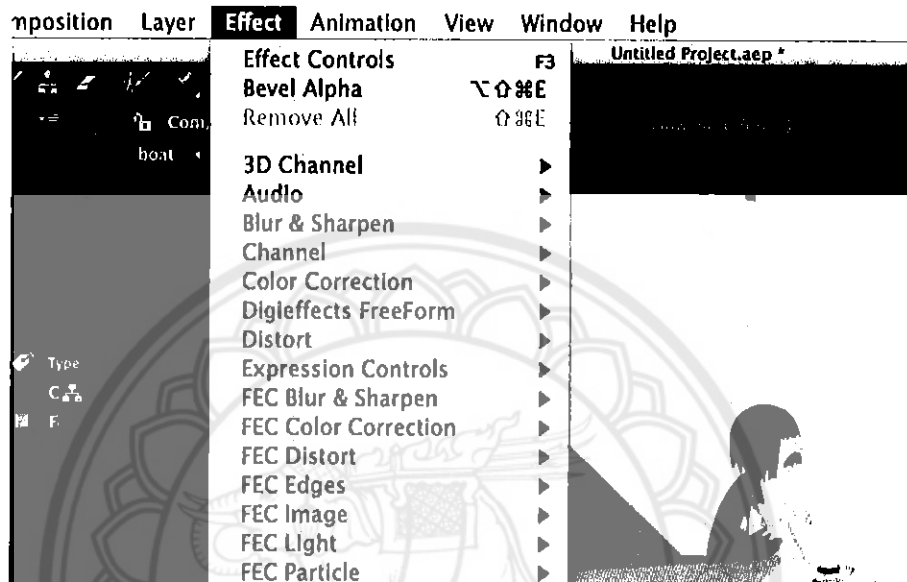 mposition Layer Effect Animation View Window Help
Untitled Project.aep *
Effect Controls F3
Bevel Alpha ⌥⇧⌘E
Remove All ⇧⌘E
Com
boat
3D Channel
Audio
Blur & Sharpen
Channel
Color Correction
Digieffects FreeForm
Distort
Expression Controls
Type
C
F
FEC Blur & Sharpen
FEC Color Correction
FEC Distort
FEC Edges
FEC Image
FEC Light
FEC Particle